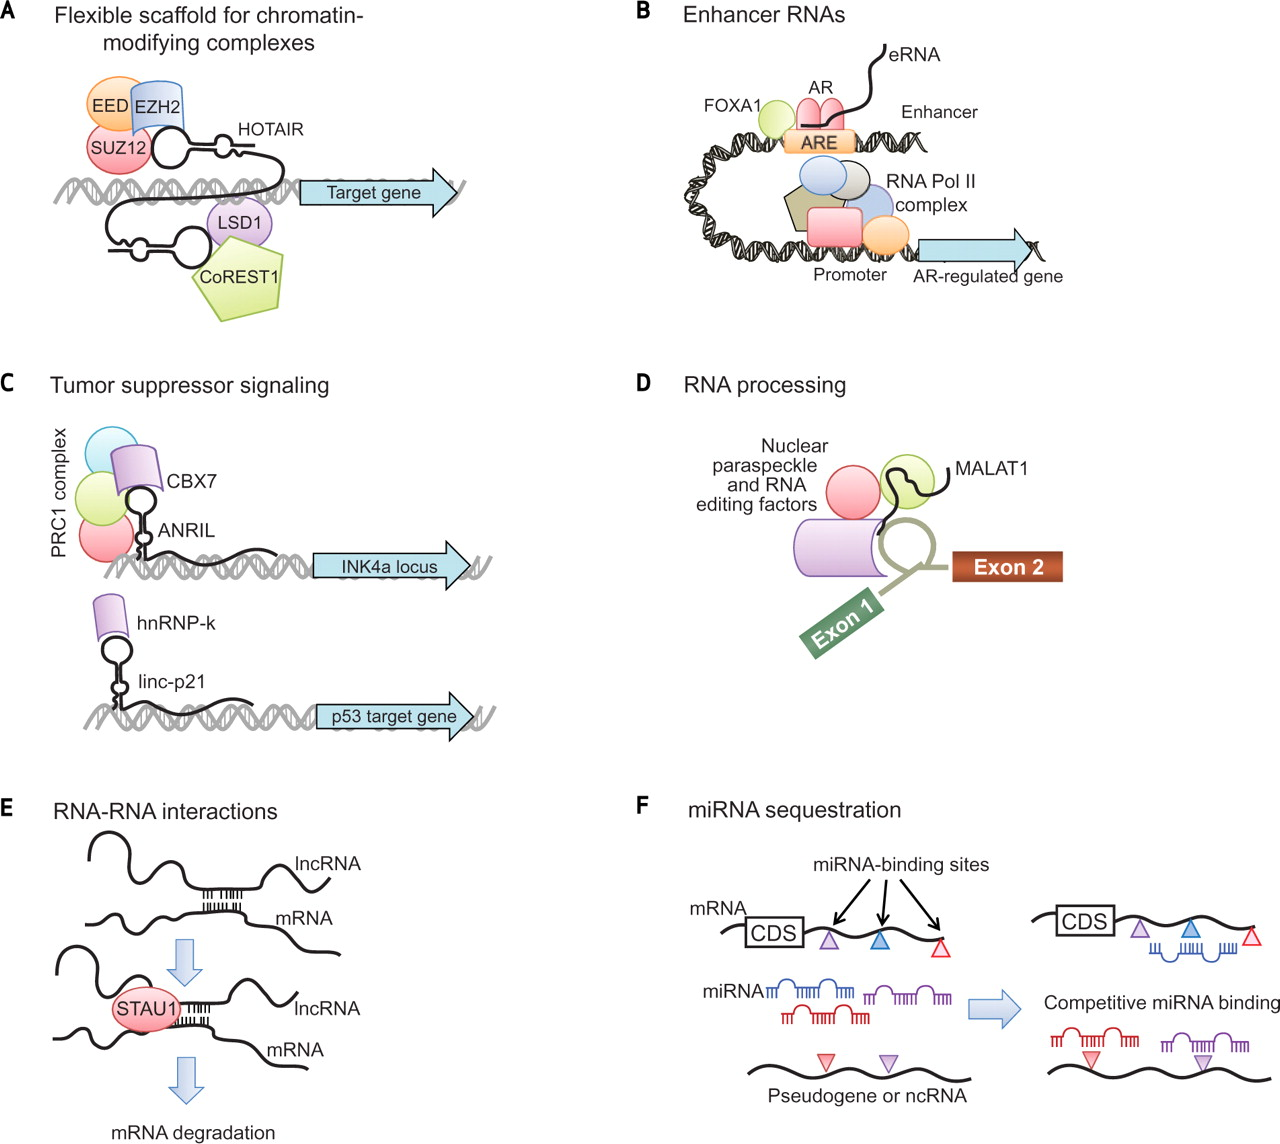 A
Flexible scaffold for chromatin-
modifying complexes
EED
EZH2
SUZ12
HOTAIR
Target gene
LSD1
CoREST1
B
Enhancer RNAs
eRNA
AR
FOXA1
Enhancer
ARE
RNA Pol II
complex
Promoter
AR-regulated gene
C
Tumor suppressor signaling
PRC1 complex
CBX7
ANRIL
INK4a locus
hnRNP-k
linc-p21
p53 target gene
D
RNA processing
Nuclear
paraspeckle
and RNA
editing factors
MALAT1
Exon 2
Exon 1
E
RNA-RNA interactions
lncRNA
mRNA
STAU1
lncRNA
mRNA
mRNA degradation
F
miRNA sequestration
miRNA-binding sites
mRNA
CDS
CDS
miRNA
Competitive miRNA binding
Pseudogene or ncRNA